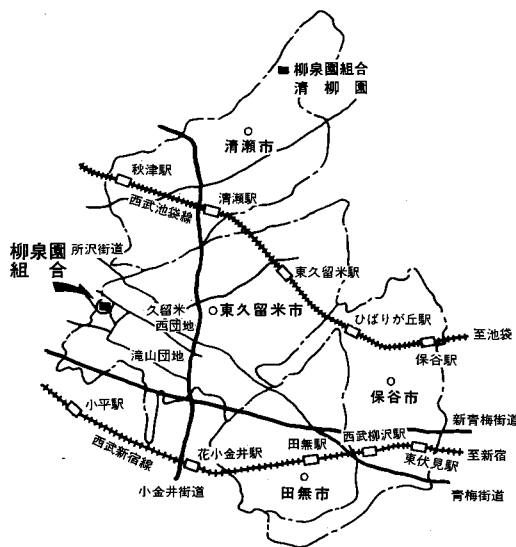 柳泉園組合
清柳園
清瀬市
秋津駅
西武池袋線
清瀬駅
所沢街道
柳泉園
組合
東久留米駅
久留米
西団地
東久留米市
ひばりが丘駅
至池袋
滝山団地
保谷駅
保谷市
小平駅
新青梅街道
西武新宿線
花小金井駅
田無駅
西武柳沢駅
至新宿
東伏見駅
小金井街道
田無市
青梅街道